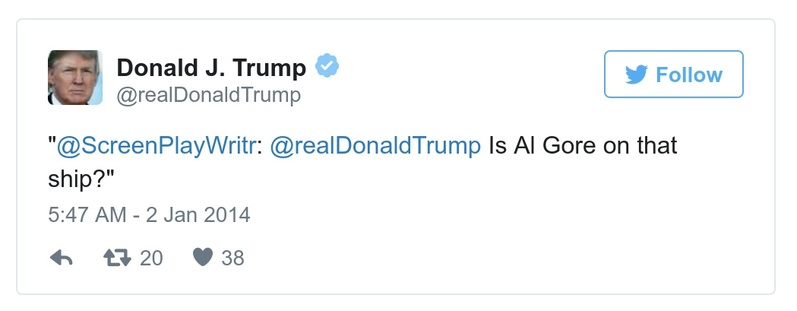 Donald J. Trump
@realDonaldTrump
Follow
"@ScreenPlayWritr: @realDonaldTrump Is Al Gore on that
ship?"
5:47 AM - 2 Jan 2014
20 38